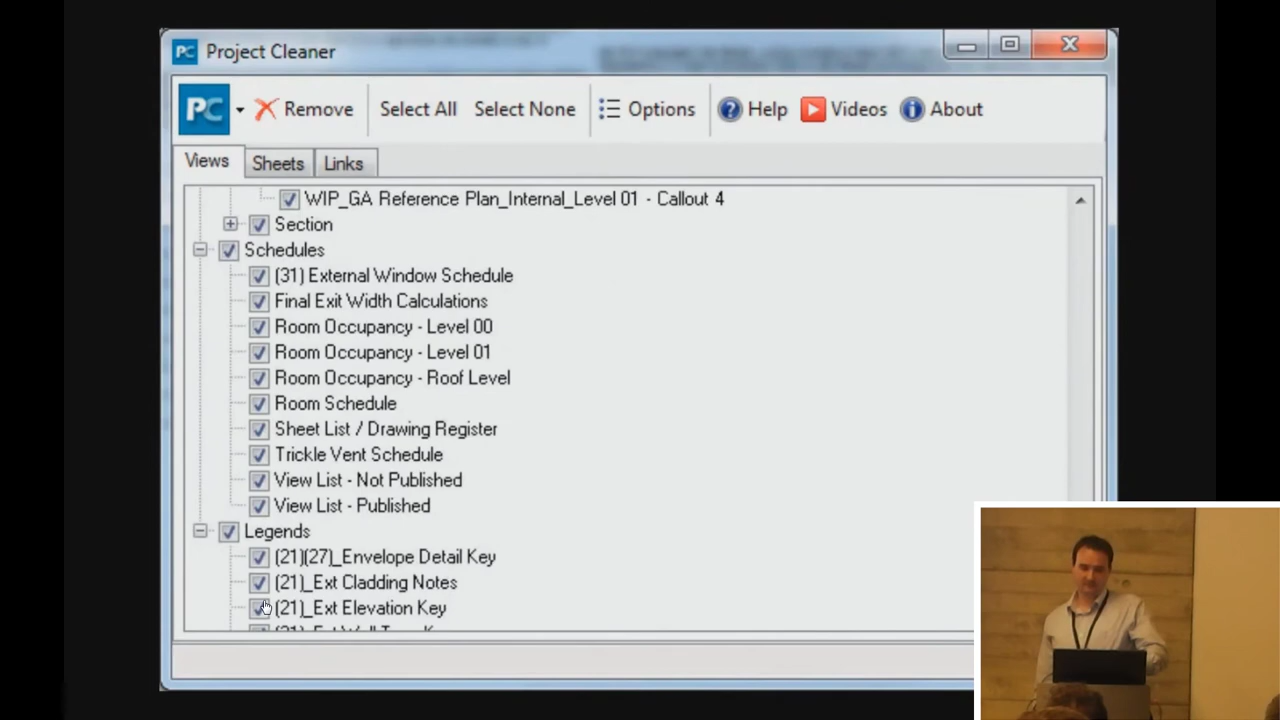 PC Project Cleaner
PC Remove Select All Select None Options Help Videos About
Views Sheets Links
WIP_GA Reference Plan_Internal_Level 01 - Callout 4
Section
Schedules
(31) External Window Schedule
Final Exit Width Calculations
Room Occupancy - Level 00
Room Occupancy - Level 01
Room Occupancy - Roof Level
Room Schedule
Sheet List / Drawing Register
Trickle Vent Schedule
View List - Not Published
View List - Published
Legends
(21)(27)_Envelope Detail Key
(21)_Ext Cladding Notes
(21)_Ext Elevation Key